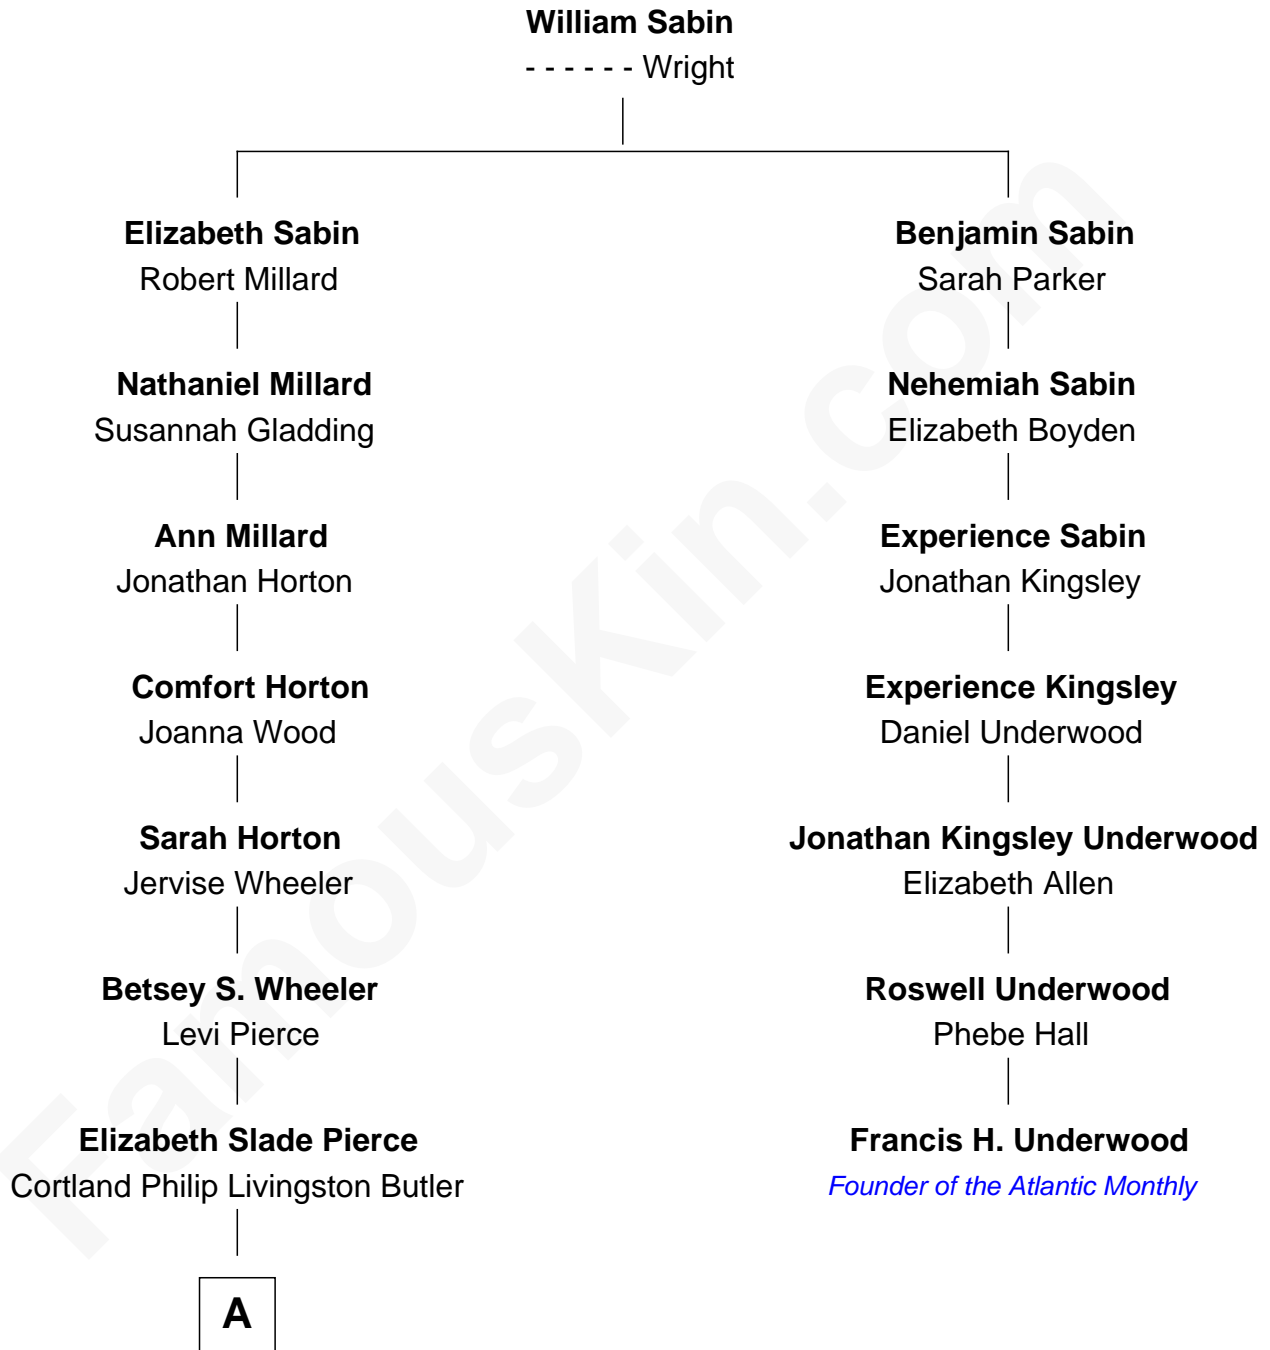 William Sabin
- - - - - - Wright
Elizabeth Sabin
Robert Millard
Nathaniel Millard
Susannah Gladding
Ann Millard
Jonathan Horton
Comfort Horton
Joanna Wood
Sarah Horton
Jervise Wheeler
Betsey S. Wheeler
Levi Pierce
Elizabeth Slade Pierce
Cortland Philip Livingston Butler
A
Benjamin Sabin
Sarah Parker
Nehemiah Sabin
Elizabeth Boyden
Experience Sabin
Jonathan Kingsley
Experience Kingsley
Daniel Underwood
Jonathan Kingsley Underwood
Elizabeth Allen
Roswell Underwood
Phebe Hall
Francis H. Underwood
Founder of the Atlantic Monthly
FamousKin.com